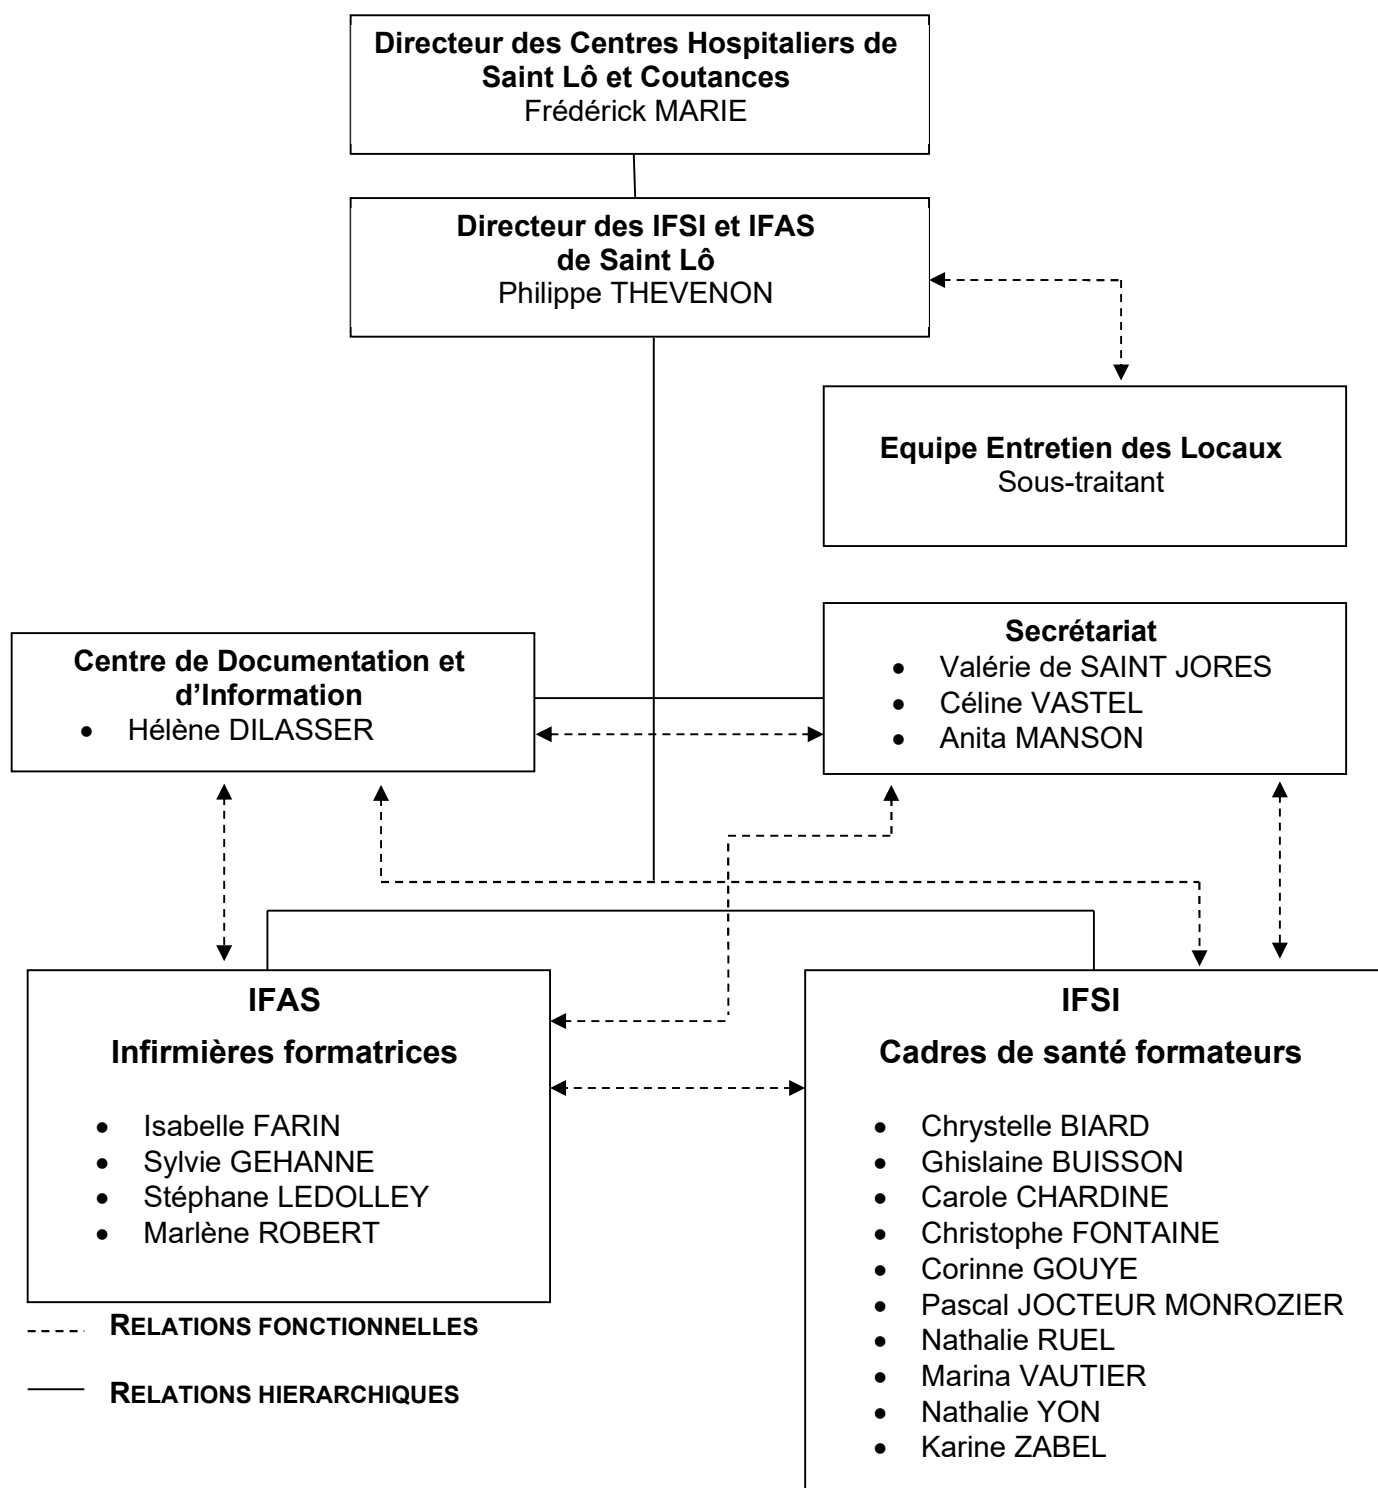 Directeur des Centres Hospitaliers de
Saint Lô et Coutances
Frédérick MARIE
Directeur des IFSI et IFAS
de Saint Lô
Philippe THEVENON
Equipe Entretien des Locaux
Sous-traitant
Centre de Documentation et
d’Information
• Hélène DILASSER
Secrétariat
• Valérie de SAINT JORES
• Céline VASTEL
• Anita MANSON
IFAS
Infirmières formatrices
• Isabelle FARIN
• Sylvie GEHANNE
• Stéphane LEDOLLEY
• Marlène ROBERT
IFSI
Cadres de santé formateurs
• Chrystelle BIARD
• Ghislaine BUISSON
• Carole CHARDINE
• Christophe FONTAINE
• Corinne GOUYE
• Pascal JOCTEUR MONROZIER
• Nathalie RUEL
• Marina VAUTIER
• Nathalie YON
• Karine ZABEL
RELATIONS FONCTIONNELLES
RELATIONS HIERARCHIQUES